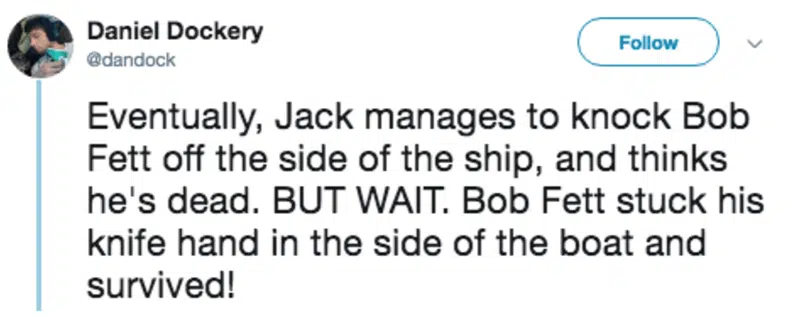 Daniel Dockery
@dandock
Follow
Eventually, Jack manages to knock Bob
Fett off the side of the ship, and thinks
he's dead. BUT WAIT. Bob Fett stuck his
knife hand in the side of the boat and
survived!